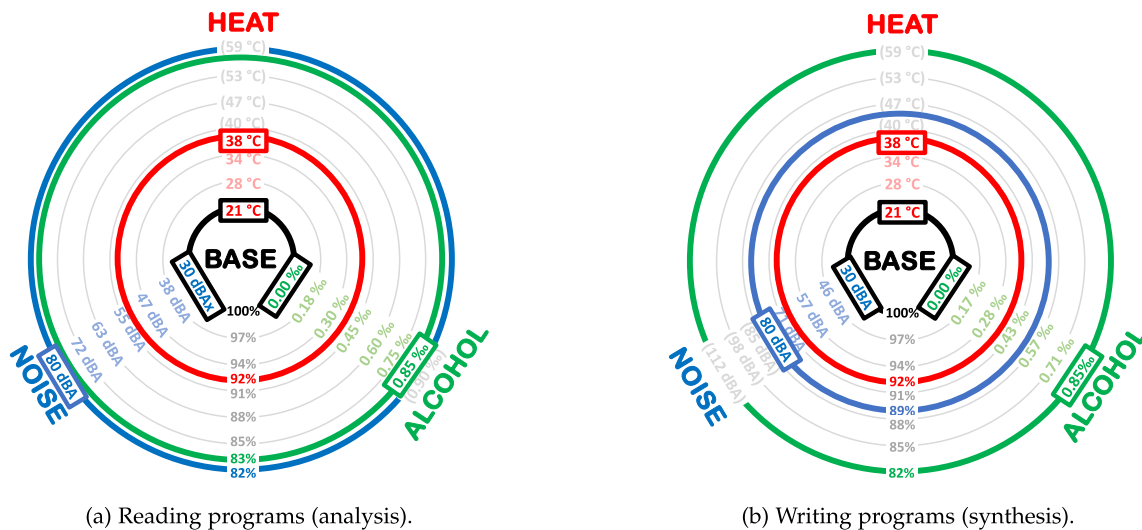 HEAT
(59 °C)
(53 °C)
(47 °C)
(40 °C)
38 °C
34 °C
28 °C
21 °C
BASE
30 dBAx
0.00 ‰
38 dBA
47 dBA
55 dBA
63 dBA
72 dBA
80 dBA
NOISE
0.18 ‰
0.30 ‰
0.45 ‰
0.60 ‰
0.75 ‰
0.85 ‰
(0.90 ‰)
ALCOHOL
100%
97%
94%
92%
91%
88%
85%
83%
82%
(a) Reading programs (analysis).
HEAT
(59 °C)
(53 °C)
(47 °C)
(40 °C)
38 °C
34 °C
28 °C
21 °C
BASE
30 dBA
0.00 ‰
46 dBA
57 dBA
71 dBA
80 dBA
(85 dBA)
(98 dBA)
(112 dBA)
NOISE
0.17 ‰
0.28 ‰
0.43 ‰
0.57 ‰
0.71 ‰
0.85‰
ALCOHOL
100%
97%
94%
92%
91%
89%
88%
85%
82%
(b) Writing programs (synthesis).